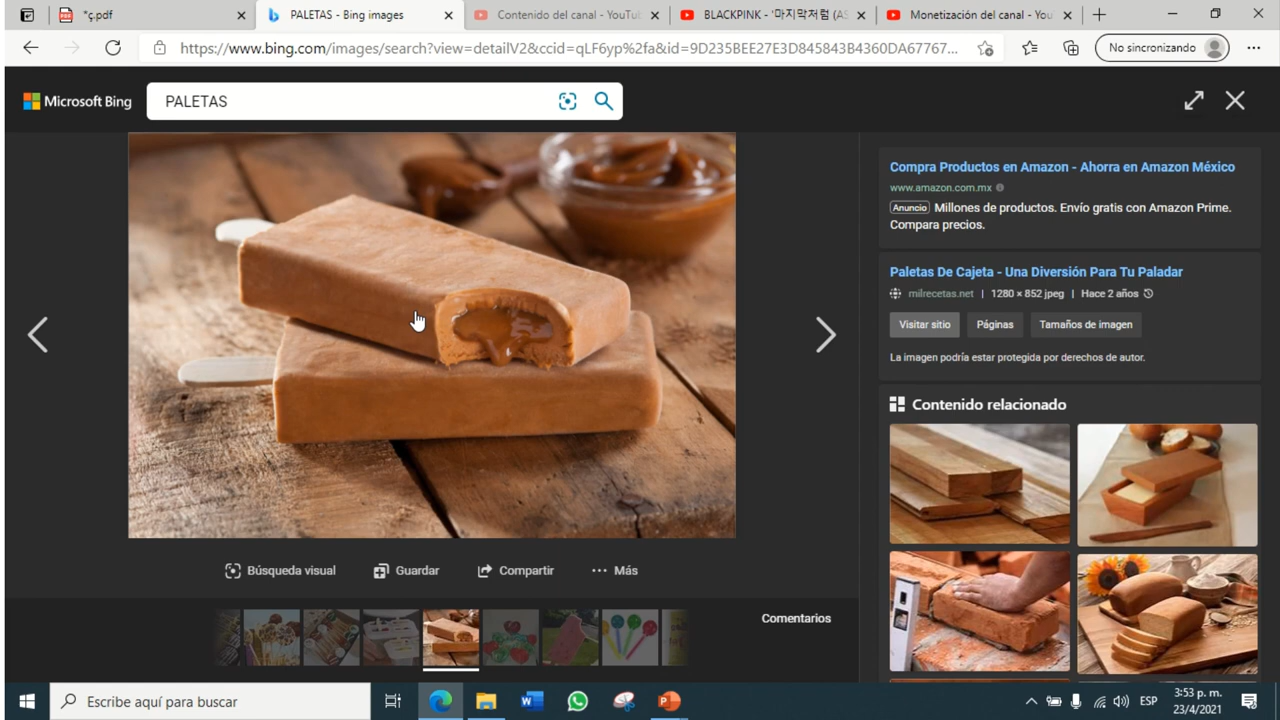 *ç.pdf
PALETAS - Bing images
Contenido del canal - YouTu
BLACKPINK - '마지막처럼 (AS
Monetización del canal - You
https://www.bing.com/images/search?view=detailV2&ccid=qLF6yp%2fa&id=9D235BEE27E3D845843B4360DA67767...
No sincronizando
Microsoft Bing
PALETAS
Compra Productos en Amazon - Ahorra en Amazon México
www.amazon.com.mx
Anuncio Millones de productos. Envío gratis con Amazon Prime.
Compara precios.
Paletas De Cajeta - Una Diversión Para Tu Paladar
milrecetas.net | 1280 × 852 jpeg | Hace 2 años
Visitar sitio
Páginas
Tamaños de imagen
La imagen podría estar protegida por derechos de autor.
Contenido relacionado
Búsqueda visual
Guardar
Compartir
Más
Comentarios
Escribe aquí para buscar
ESP
3:53 p. m.
23/4/2021